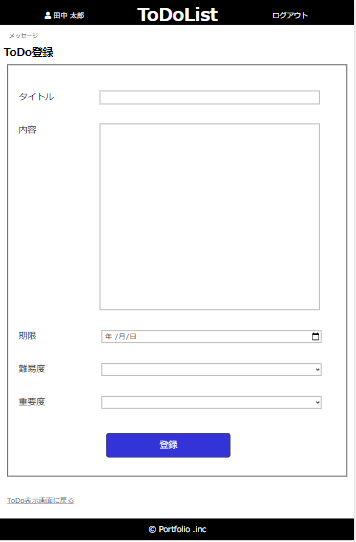 田中 太郎
ToDoList
ログアウト
メッセージ
ToDo登録
タイトル
内容
期限
年 /月/日
難易度
重要度
登録
ToDo表示画面に戻る
© Portfolio .inc